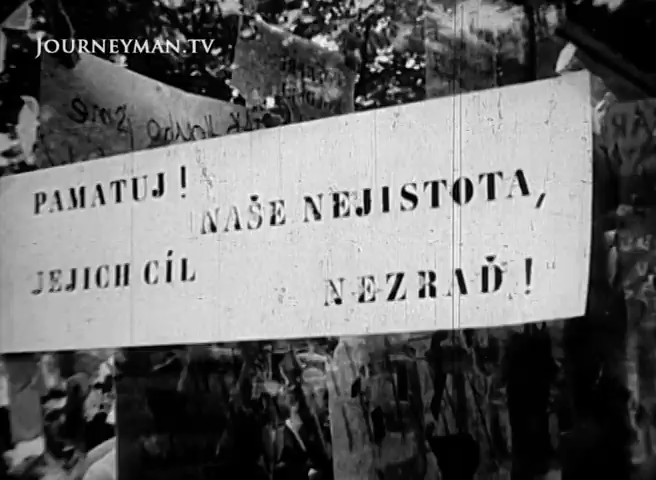 JOURNEYMAN.TV
PAMATUJ!
NAŠE NEJISTOTA,
JEJICH CÍL
NEZRAĎ!